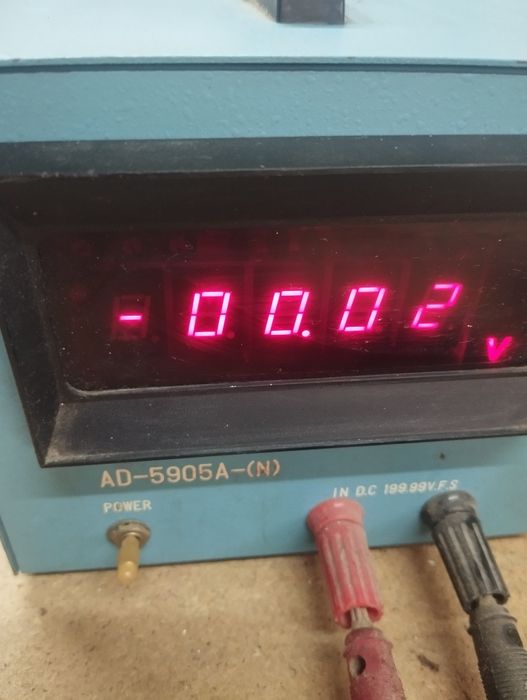 -00.02 V
AD-5905A-(N)
POWER
IN D.C 199.99V.F.S